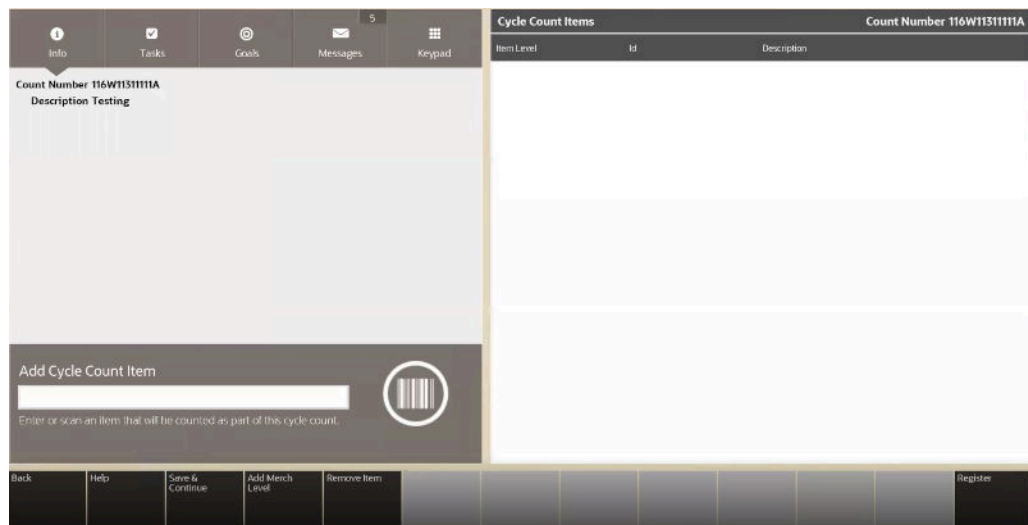 5
Info Tasks Goals Messages Keypad
Count Number 116W11311111A
Description Testing
Cycle Count Items Count Number 116W11311111A
Item Level Id Description
Add Cycle Count Item
Enter or scan an item that will be counted as part of this cycle count.
Back Help Save & Add Merch Remove Item Register
Continue Level